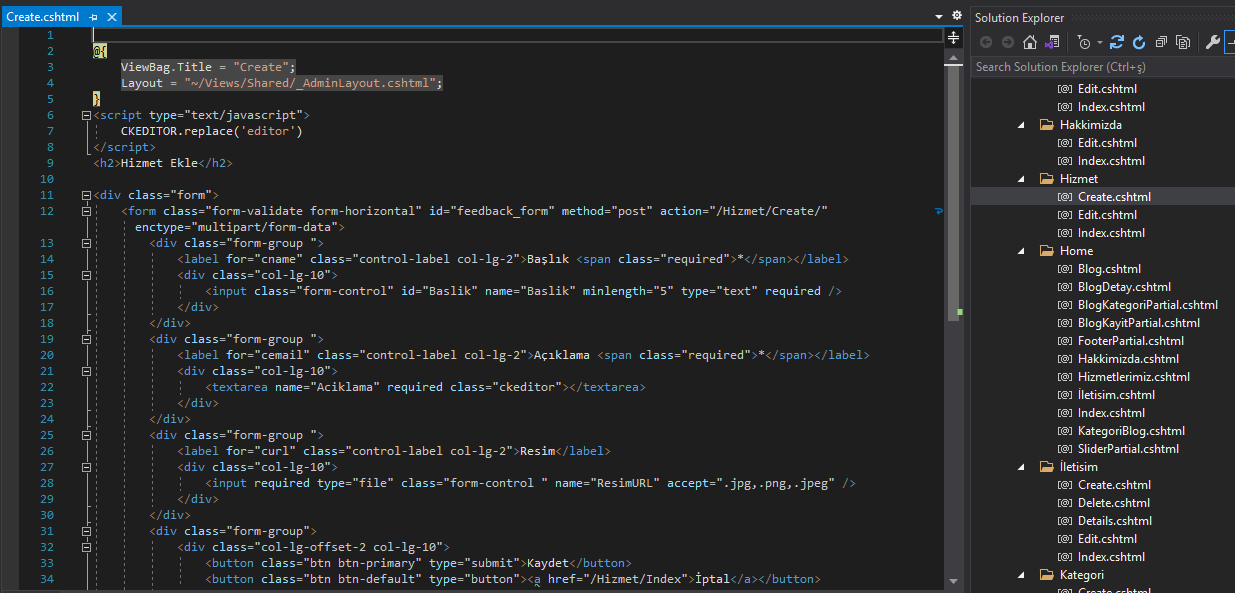 Create.cshtml
1
2 @{
3 ViewBag.Title = "Create";
4 Layout = "~/Views/Shared/_AdminLayout.cshtml";
5 }
6 <script type="text/javascript">
7 CKEDITOR.replace('editor')
8 </script>
9 <h2>Hizmet Ekle</h2>
10
11 <div class="form">
12 <form class="form-validate form-horizontal" id="feedback_form" method="post" action="/Hizmet/Create/"
enctype="multipart/form-data">
13 <div class="form-group ">
14 <label for="cname" class="control-label col-lg-2">Başlık <span class="required">*</span></label>
15 <div class="col-lg-10">
16 <input class="form-control" id="Baslik" name="Baslik" minlength="5" type="text" required />
17 </div>
18 </div>
19 <div class="form-group ">
20 <label for="cemail" class="control-label col-lg-2">Açıklama <span class="required">*</span></label>
21 <div class="col-lg-10">
22 <textarea name="Aciklama" required class="ckeditor"></textarea>
23 </div>
24 </div>
25 <div class="form-group ">
26 <label for="curl" class="control-label col-lg-2">Resim</label>
27 <div class="col-lg-10">
28 <input required type="file" class="form-control " name="ResimURL" accept=".jpg,.png,.jpeg" />
29 </div>
30 </div>
31 <div class="form-group">
32 <div class="col-lg-offset-2 col-lg-10">
33 <button class="btn btn-primary" type="submit">Kaydet</button>
34 <button class="btn btn-default" type="button"><a href="/Hizmet/Index">İptal</a></button>
Solution Explorer
Search Solution Explorer (Ctrl+ş)
Edit.cshtml
Index.cshtml
Hakkimizda
Edit.cshtml
Index.cshtml
Hizmet
Create.cshtml
Edit.cshtml
Index.cshtml
Home
Blog.cshtml
BlogDetay.cshtml
BlogKategoriPartial.cshtml
BlogKayitPartial.cshtml
FooterPartial.cshtml
Hakkimizda.cshtml
Hizmetlerimiz.cshtml
İletisim.cshtml
Index.cshtml
KategoriBlog.cshtml
SliderPartial.cshtml
İletisim
Create.cshtml
Delete.cshtml
Details.cshtml
Edit.cshtml
Index.cshtml
Kategori
Create.cshtml